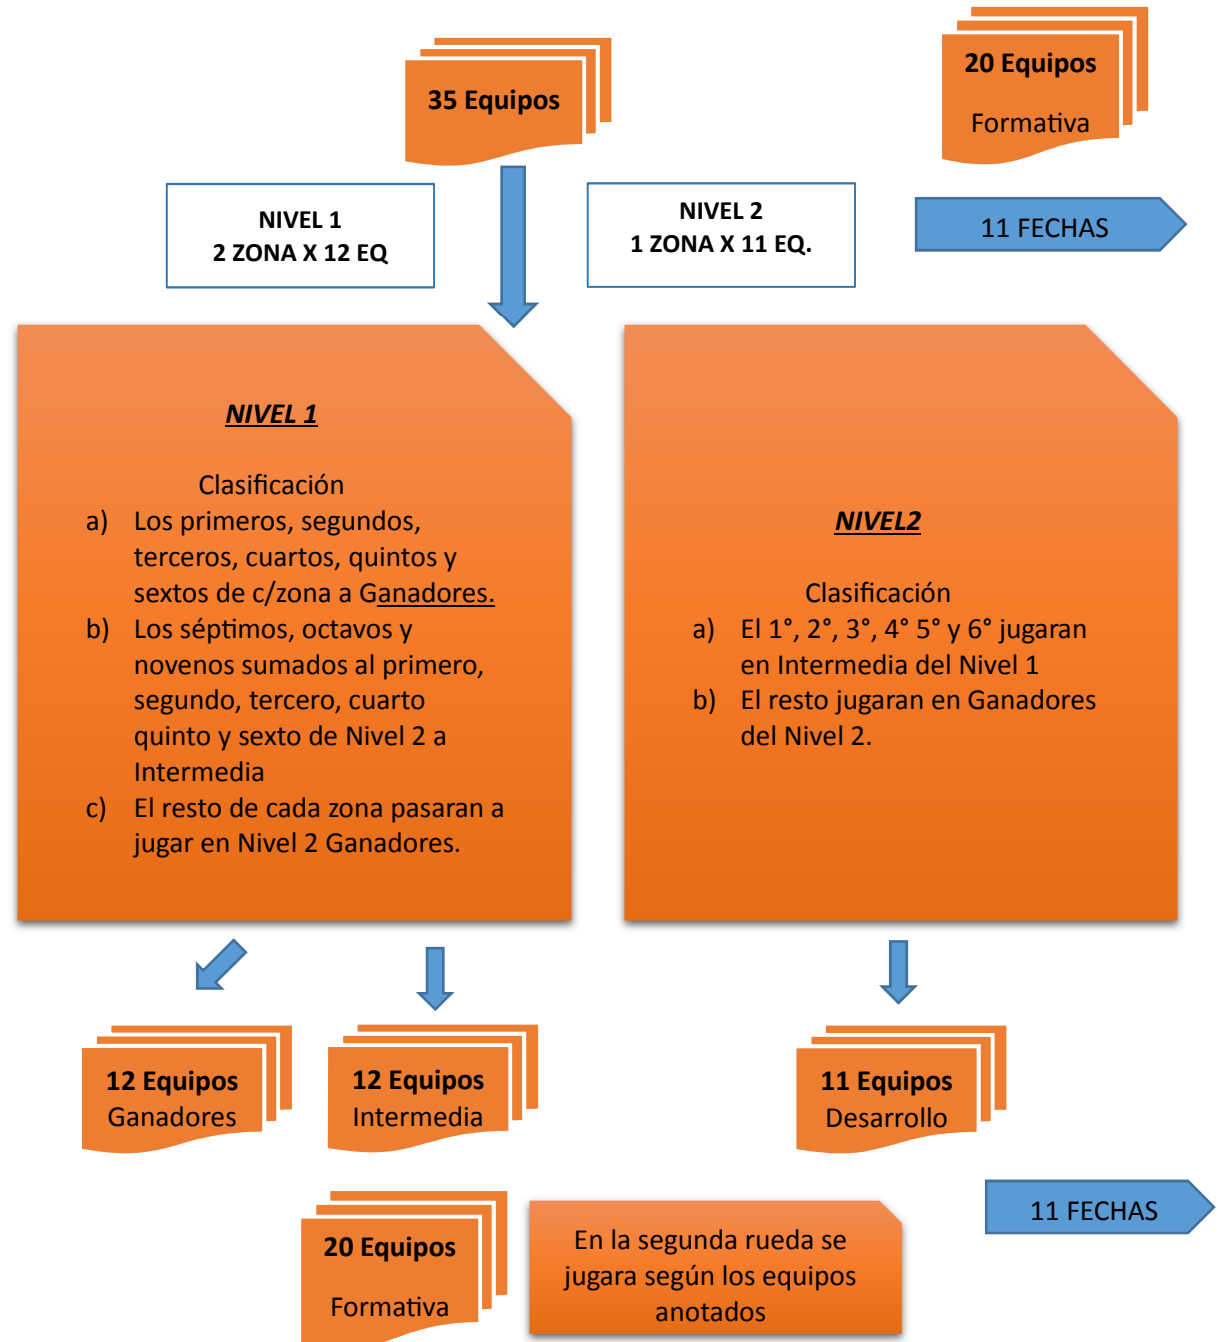 35 Equipos
20 Equipos
Formativa
NIVEL 1
2 ZONA X 12 EQ
NIVEL 2
1 ZONA X 11 EQ.
11 FECHAS
NIVEL 1
Clasificación
a) Los primeros, segundos,
terceros, cuartos, quintos y
sextos de c/zona a Ganadores.
b) Los séptimos, octavos y
novenos sumados al primero,
segundo, tercero, cuarto
quinto y sexto de Nivel 2 a
Intermedia
c) El resto de cada zona pasaran a
jugar en Nivel 2 Ganadores.
NIVEL2
Clasificación
a) El 1°, 2°, 3°, 4° 5° y 6° jugaran
en Intermedia del Nivel 1
b) El resto jugaran en Ganadores
del Nivel 2.
12 Equipos
Ganadores
12 Equipos
Intermedia
11 Equipos
Desarrollo
20 Equipos
Formativa
En la segunda rueda se
jugara según los equipos
anotados
11 FECHAS